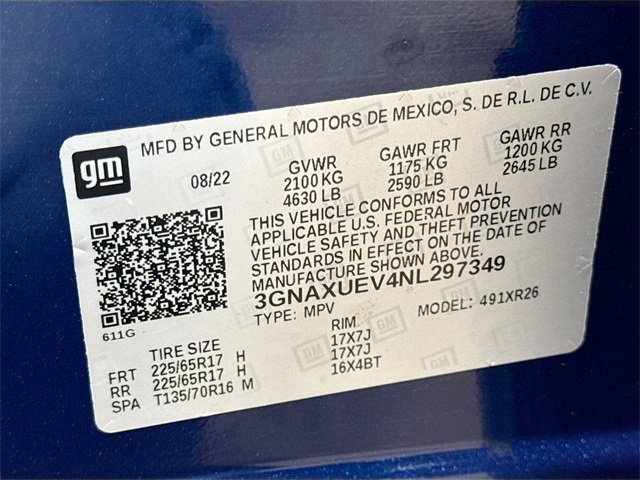 gm
MFD BY GENERAL MOTORS DE MEXICO, S. DE R.L. DE C.V.
08/22
GVWR
2100 KG
4630 LB
GAWR FRT
1175 KG
2590 LB
GAWR RR
1200 KG
2645 LB
THIS VEHICLE CONFORMS TO ALL
APPLICABLE U.S. FEDERAL MOTOR
VEHICLE SAFETY AND THEFT PREVENTION
STANDARDS IN EFFECT ON THE DATE OF
MANUFACTURE SHOWN ABOVE.
3GNAXUEV4NL297349
TYPE: MPV
MODEL: 491XR26
611G
TIRE SIZE
RIM
FRT 225/65R17 H 17X7J
RR 225/65R17 H 17X7J
SPA T135/70R16 M 16X4BT